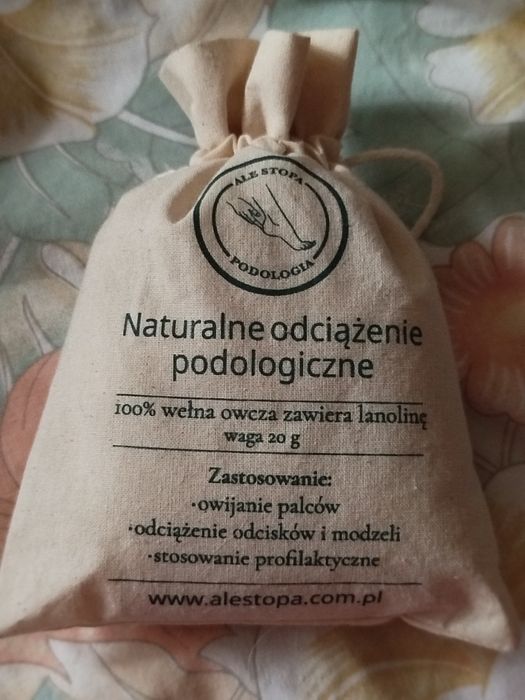 ALE STOPA
PODOLOGIA
Naturalne odciążenie
podologiczne
100% wełna owcza zawiera lanolinę
waga 20 g
Zastosowanie:
·owijanie palców
·odciążenie odcisków i modzeli
·stosowanie profilaktyczne
www.alestopa.com.pl